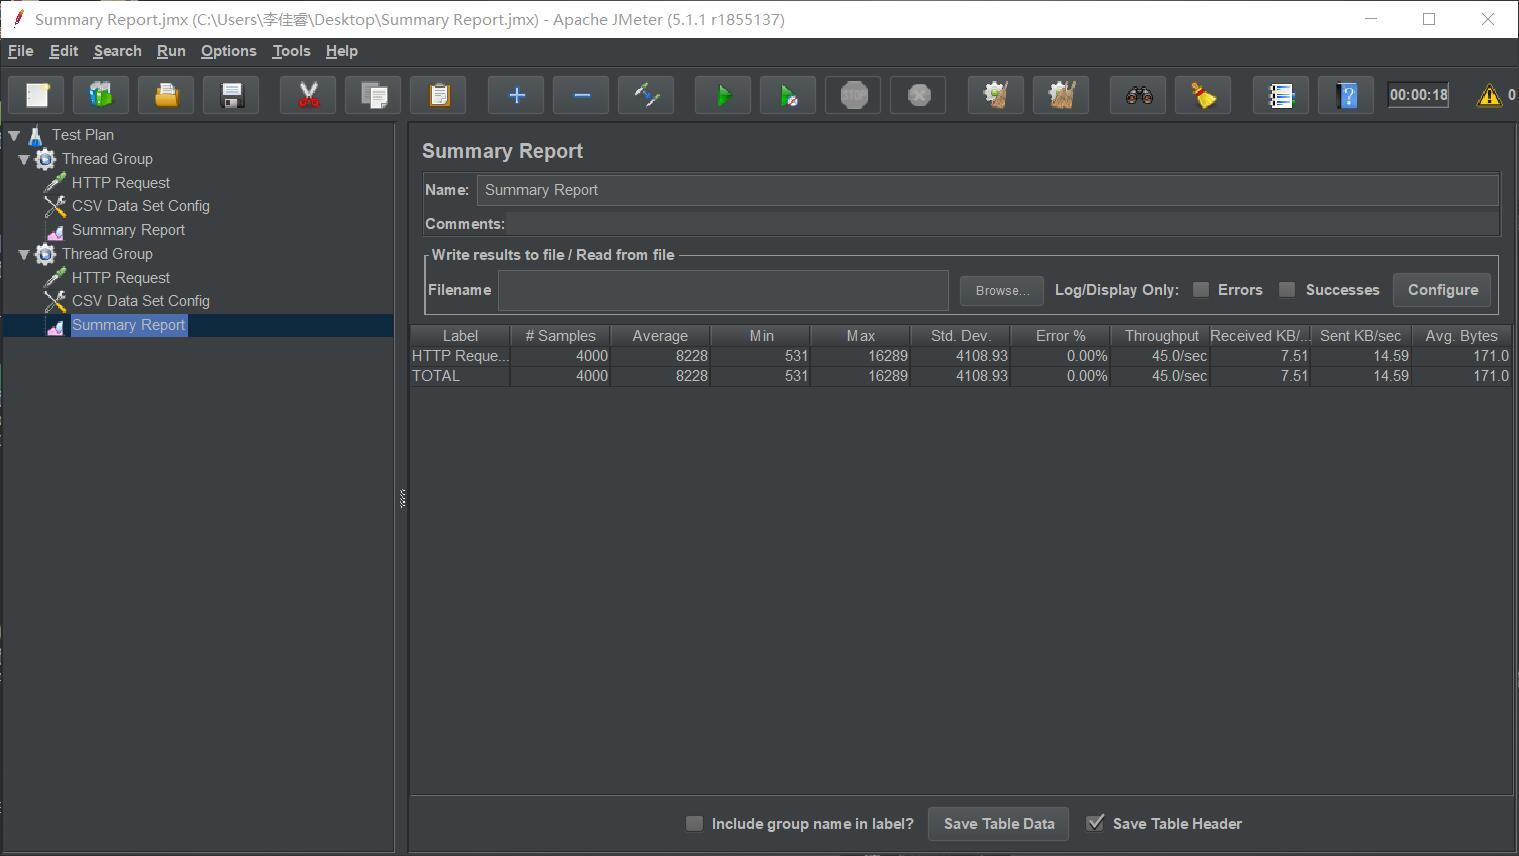 Summary Report.jmx (C:\Users\李佳睿\Desktop\Summary Report.jmx) - Apache JMeter (5.1.1 r1855137)
File Edit Search Run Options Tools Help
STOP 00:00:18 0
Test Plan
Thread Group
HTTP Request
CSV Data Set Config
Summary Report
Thread Group
HTTP Request
CSV Data Set Config
Summary Report
Summary Report
Name: Summary Report
Comments:
Write results to file / Read from file
Filename Browse... Log/Display Only: Errors Successes Configure
Label # Samples Average Min Max Std. Dev. Error % Throughput Received KB/... Sent KB/sec Avg. Bytes
HTTP Reque... 4000 8228 531 16289 4108.93 0.00% 45.0/sec 7.51 14.59 171.0
TOTAL 4000 8228 531 16289 4108.93 0.00% 45.0/sec 7.51 14.59 171.0
Include group name in label? Save Table Data Save Table Header